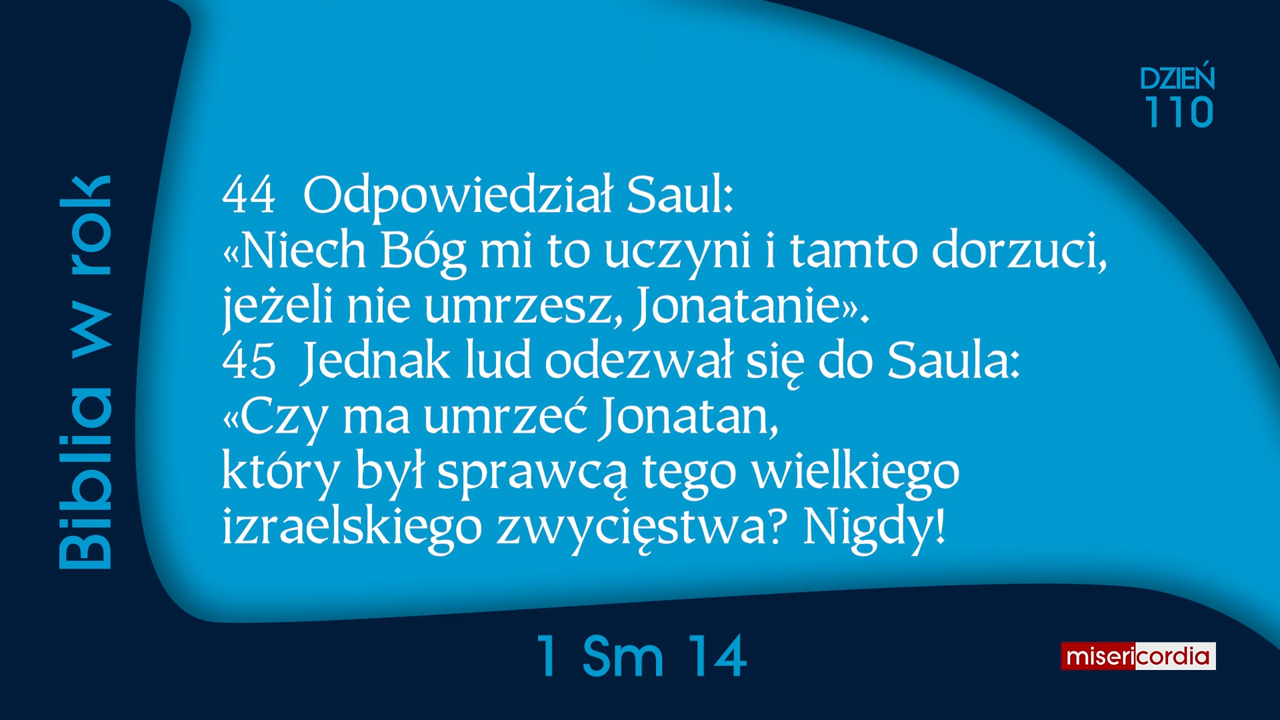 DZIEŃ
110
Biblia w rok
44 Odpowiedział Saul:
«Niech Bóg mi to uczyni i tamto dorzuci,
jeżeli nie umrzesz, Jonatanie».
45 Jednak lud odezwał się do Saula:
«Czy ma umrzeć Jonatan,
który był sprawcą tego wielkiego
izraelskiego zwycięstwa? Nigdy!
1 Sm 14
misericordia